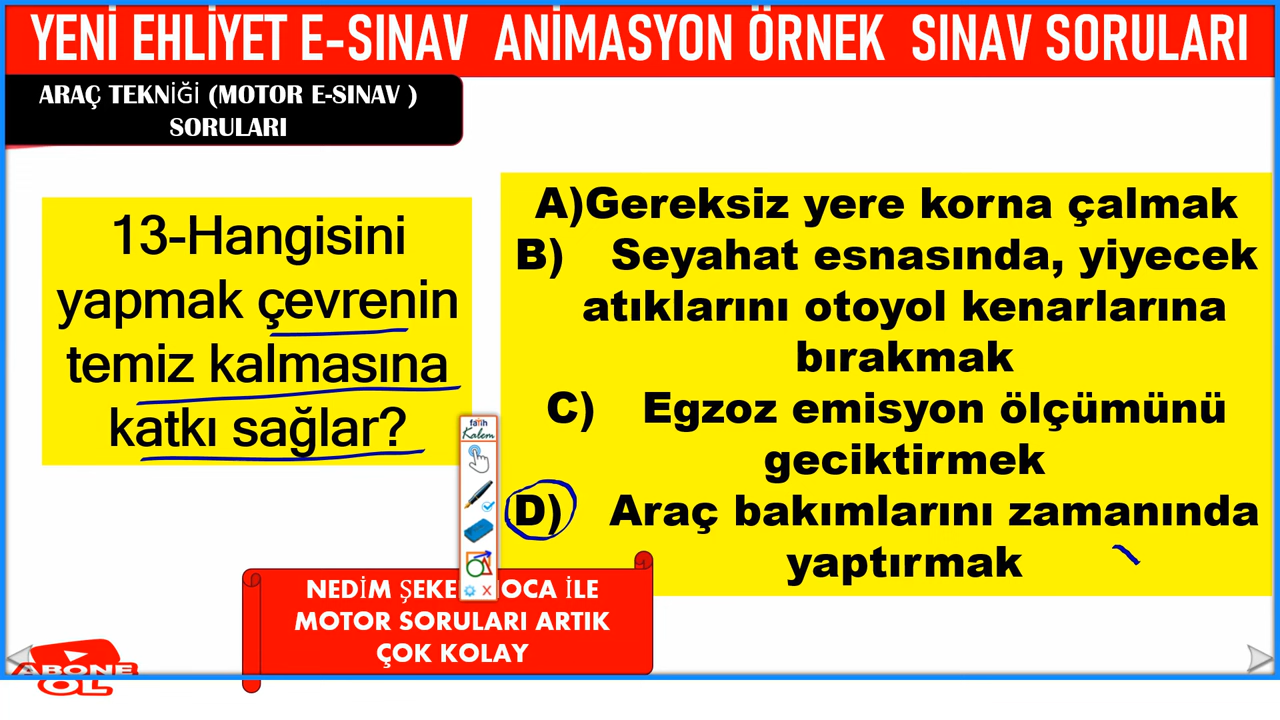 YENİ EHLİYET E-SINAV ANİMASYON ÖRNEK SINAV SORULARI
ARAÇ TEKNİĞİ (MOTOR E-SINAV )
SORULARI
13-Hangisini
yapmak çevrenin
temiz kalmasına
katkı sağlar?
A)Gereksiz yere korna çalmak
B) Seyahat esnasında, yiyecek
atıklarını otoyol kenarlarına
bırakmak
C) Egzoz emisyon ölçümünü
geciktirmek
D) Araç bakımlarını zamanında
yaptırmak
fatih
Kalem
NEDİM ŞEKE OCA İLE
MOTOR SORULARI ARTIK
ÇOK KOLAY
ABONE
OL